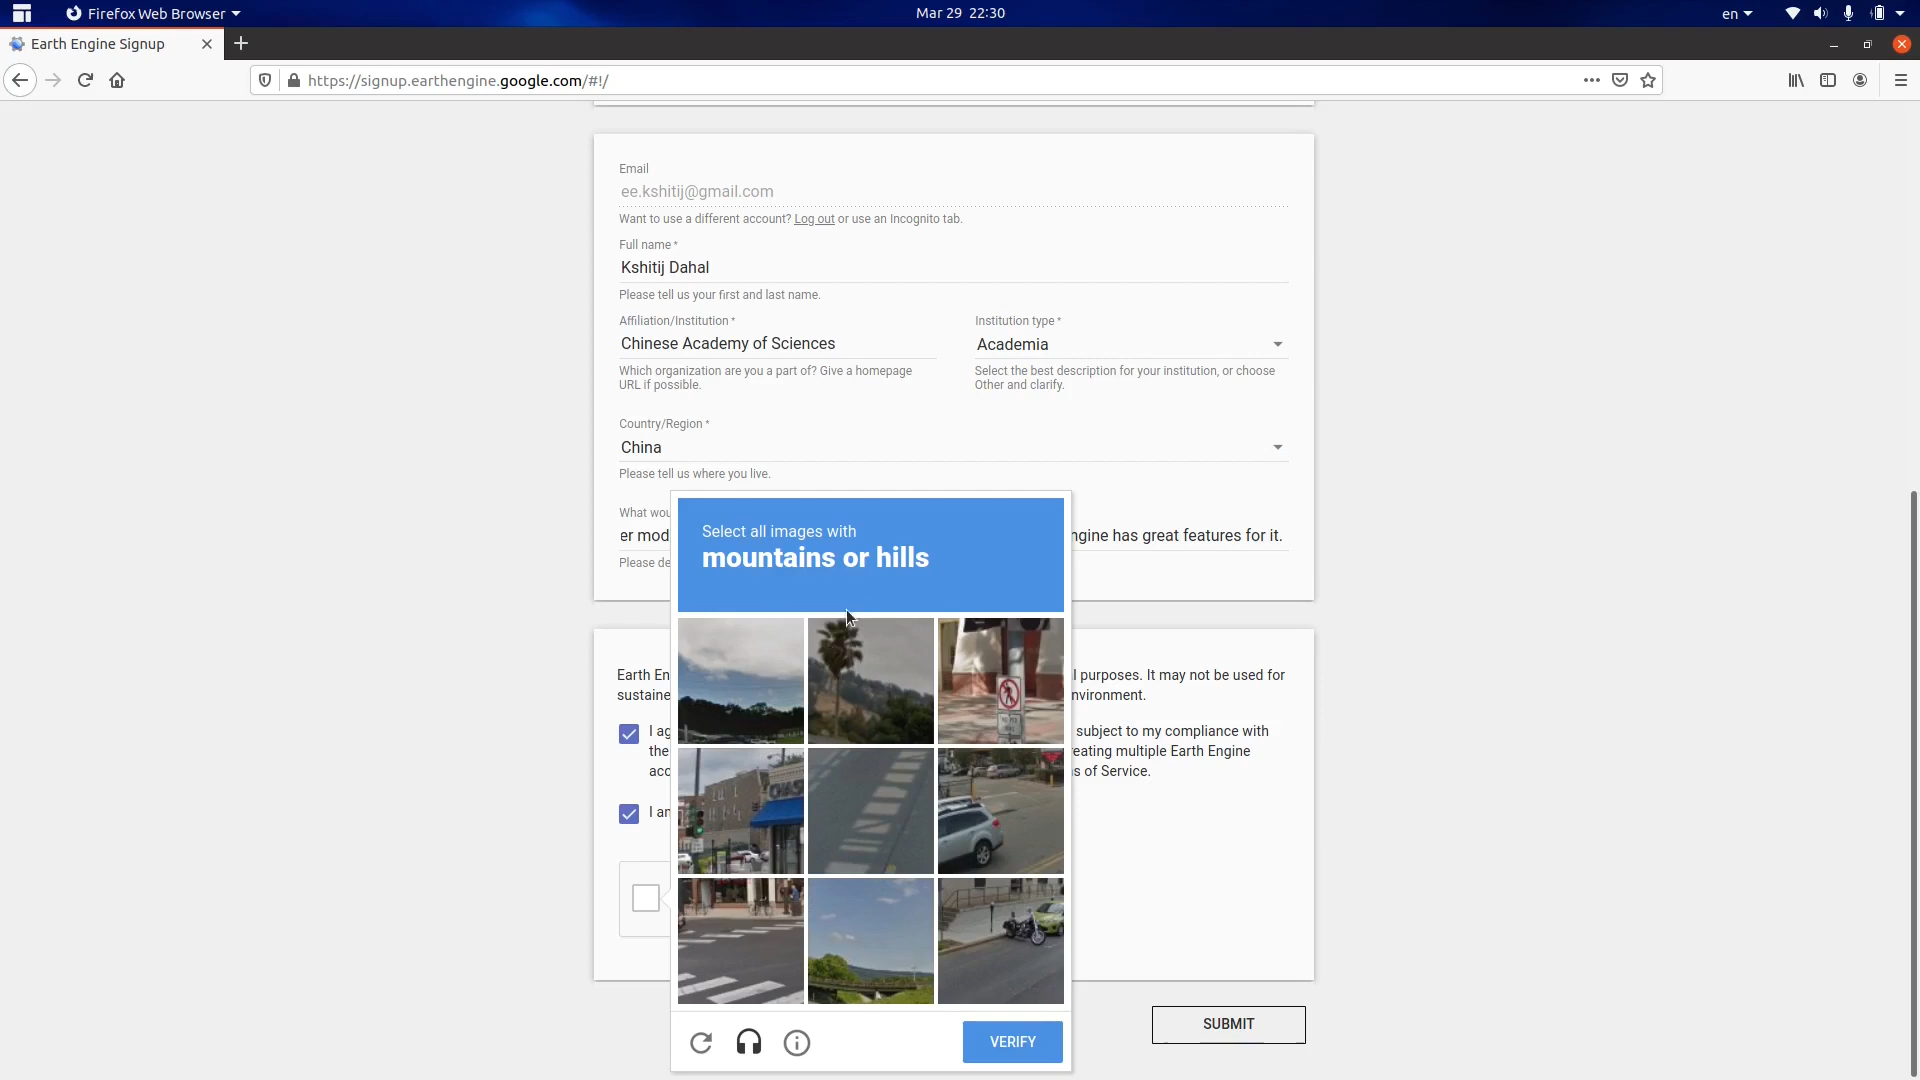 Firefox Web Browser
Mar 29 22:30
en
Earth Engine Signup
https://signup.earthengine.google.com/#!/
Email
ee.kshitij@gmail.com
Want to use a different account? Log out or use an Incognito tab.
Full name *
Kshitij Dahal
Please tell us your first and last name.
Affiliation/Institution *
Institution type *
Chinese Academy of Sciences
Academia
Which organization are you a part of? Give a homepage
URL if possible.
Select the best description for your institution, or choose
Other and clarify.
Country/Region *
China
Please tell us where you live.
What wou
er mod
ngine has great features for it.
Please de
Select all images with
mountains or hills
Earth En
l purposes. It may not be used for
sustaine
nvironment.
I ag
subject to my compliance with
the
eating multiple Earth Engine
acc
s of Service.
I an
VERIFY
SUBMIT